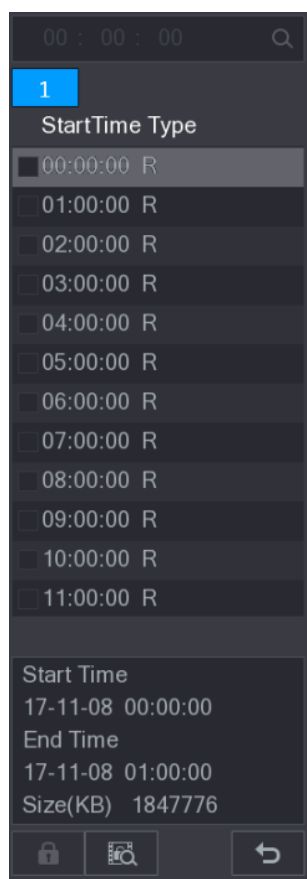 00 : 00 : 00
1
StartTime Type
00:00:00 R
01:00:00 R
02:00:00 R
03:00:00 R
04:00:00 R
05:00:00 R
06:00:00 R
07:00:00 R
08:00:00 R
09:00:00 R
10:00:00 R
11:00:00 R
Start Time
17-11-08 00:00:00
End Time
17-11-08 01:00:00
Size(KB) 1847776